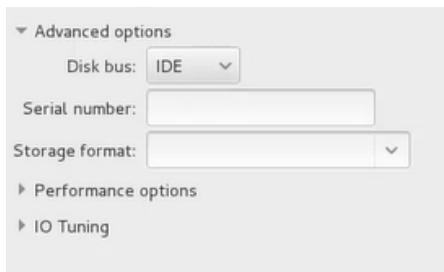 Advanced options
Disk bus: IDE
Serial number:
Storage format:
Performance options
IO Tuning